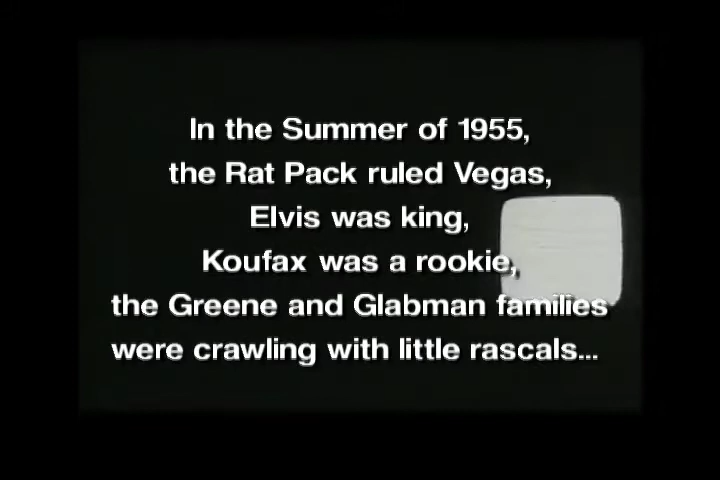 In the Summer of 1955,
the Rat Pack ruled Vegas,
Elvis was king,
Koufax was a rookie,
the Greene and Glabman families
were crawling with little rascals...